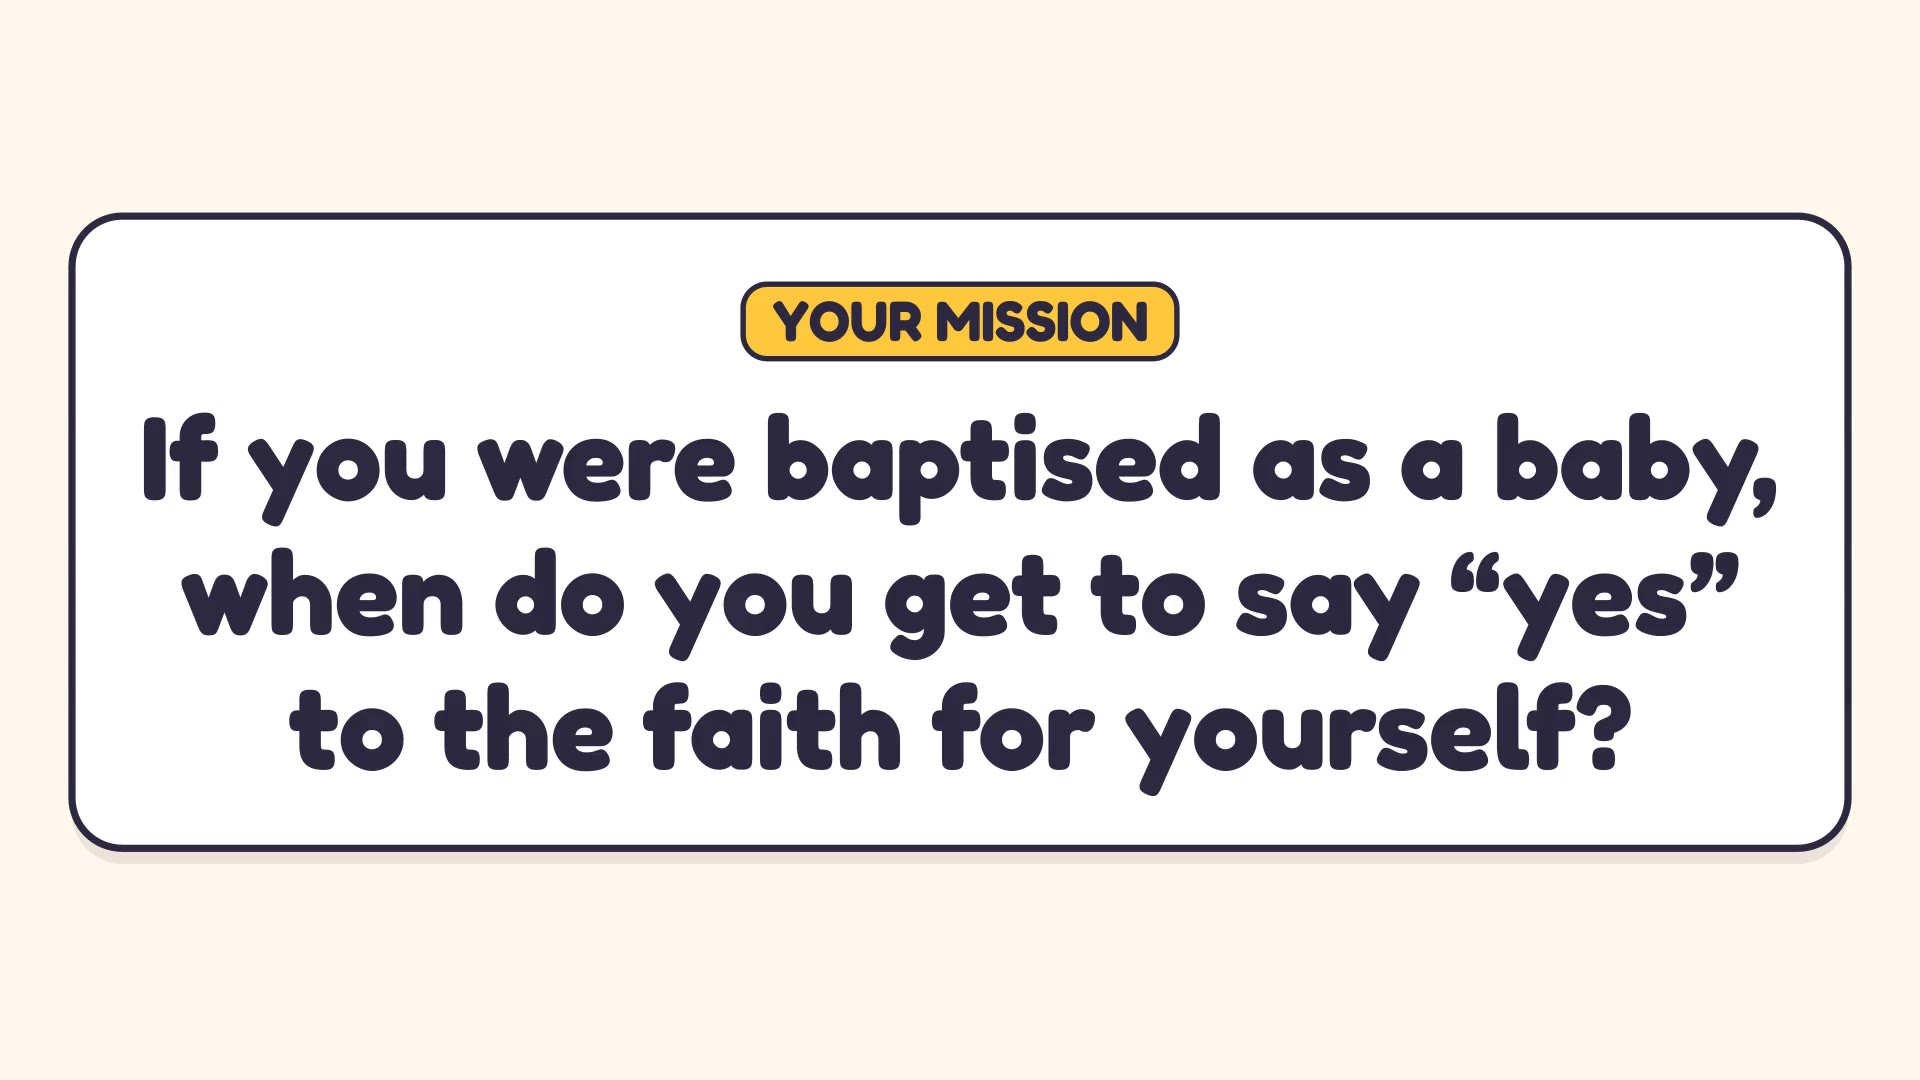 YOUR MISSION
If you were baptised as a baby,
when do you get to say “yes”
to the faith for yourself?